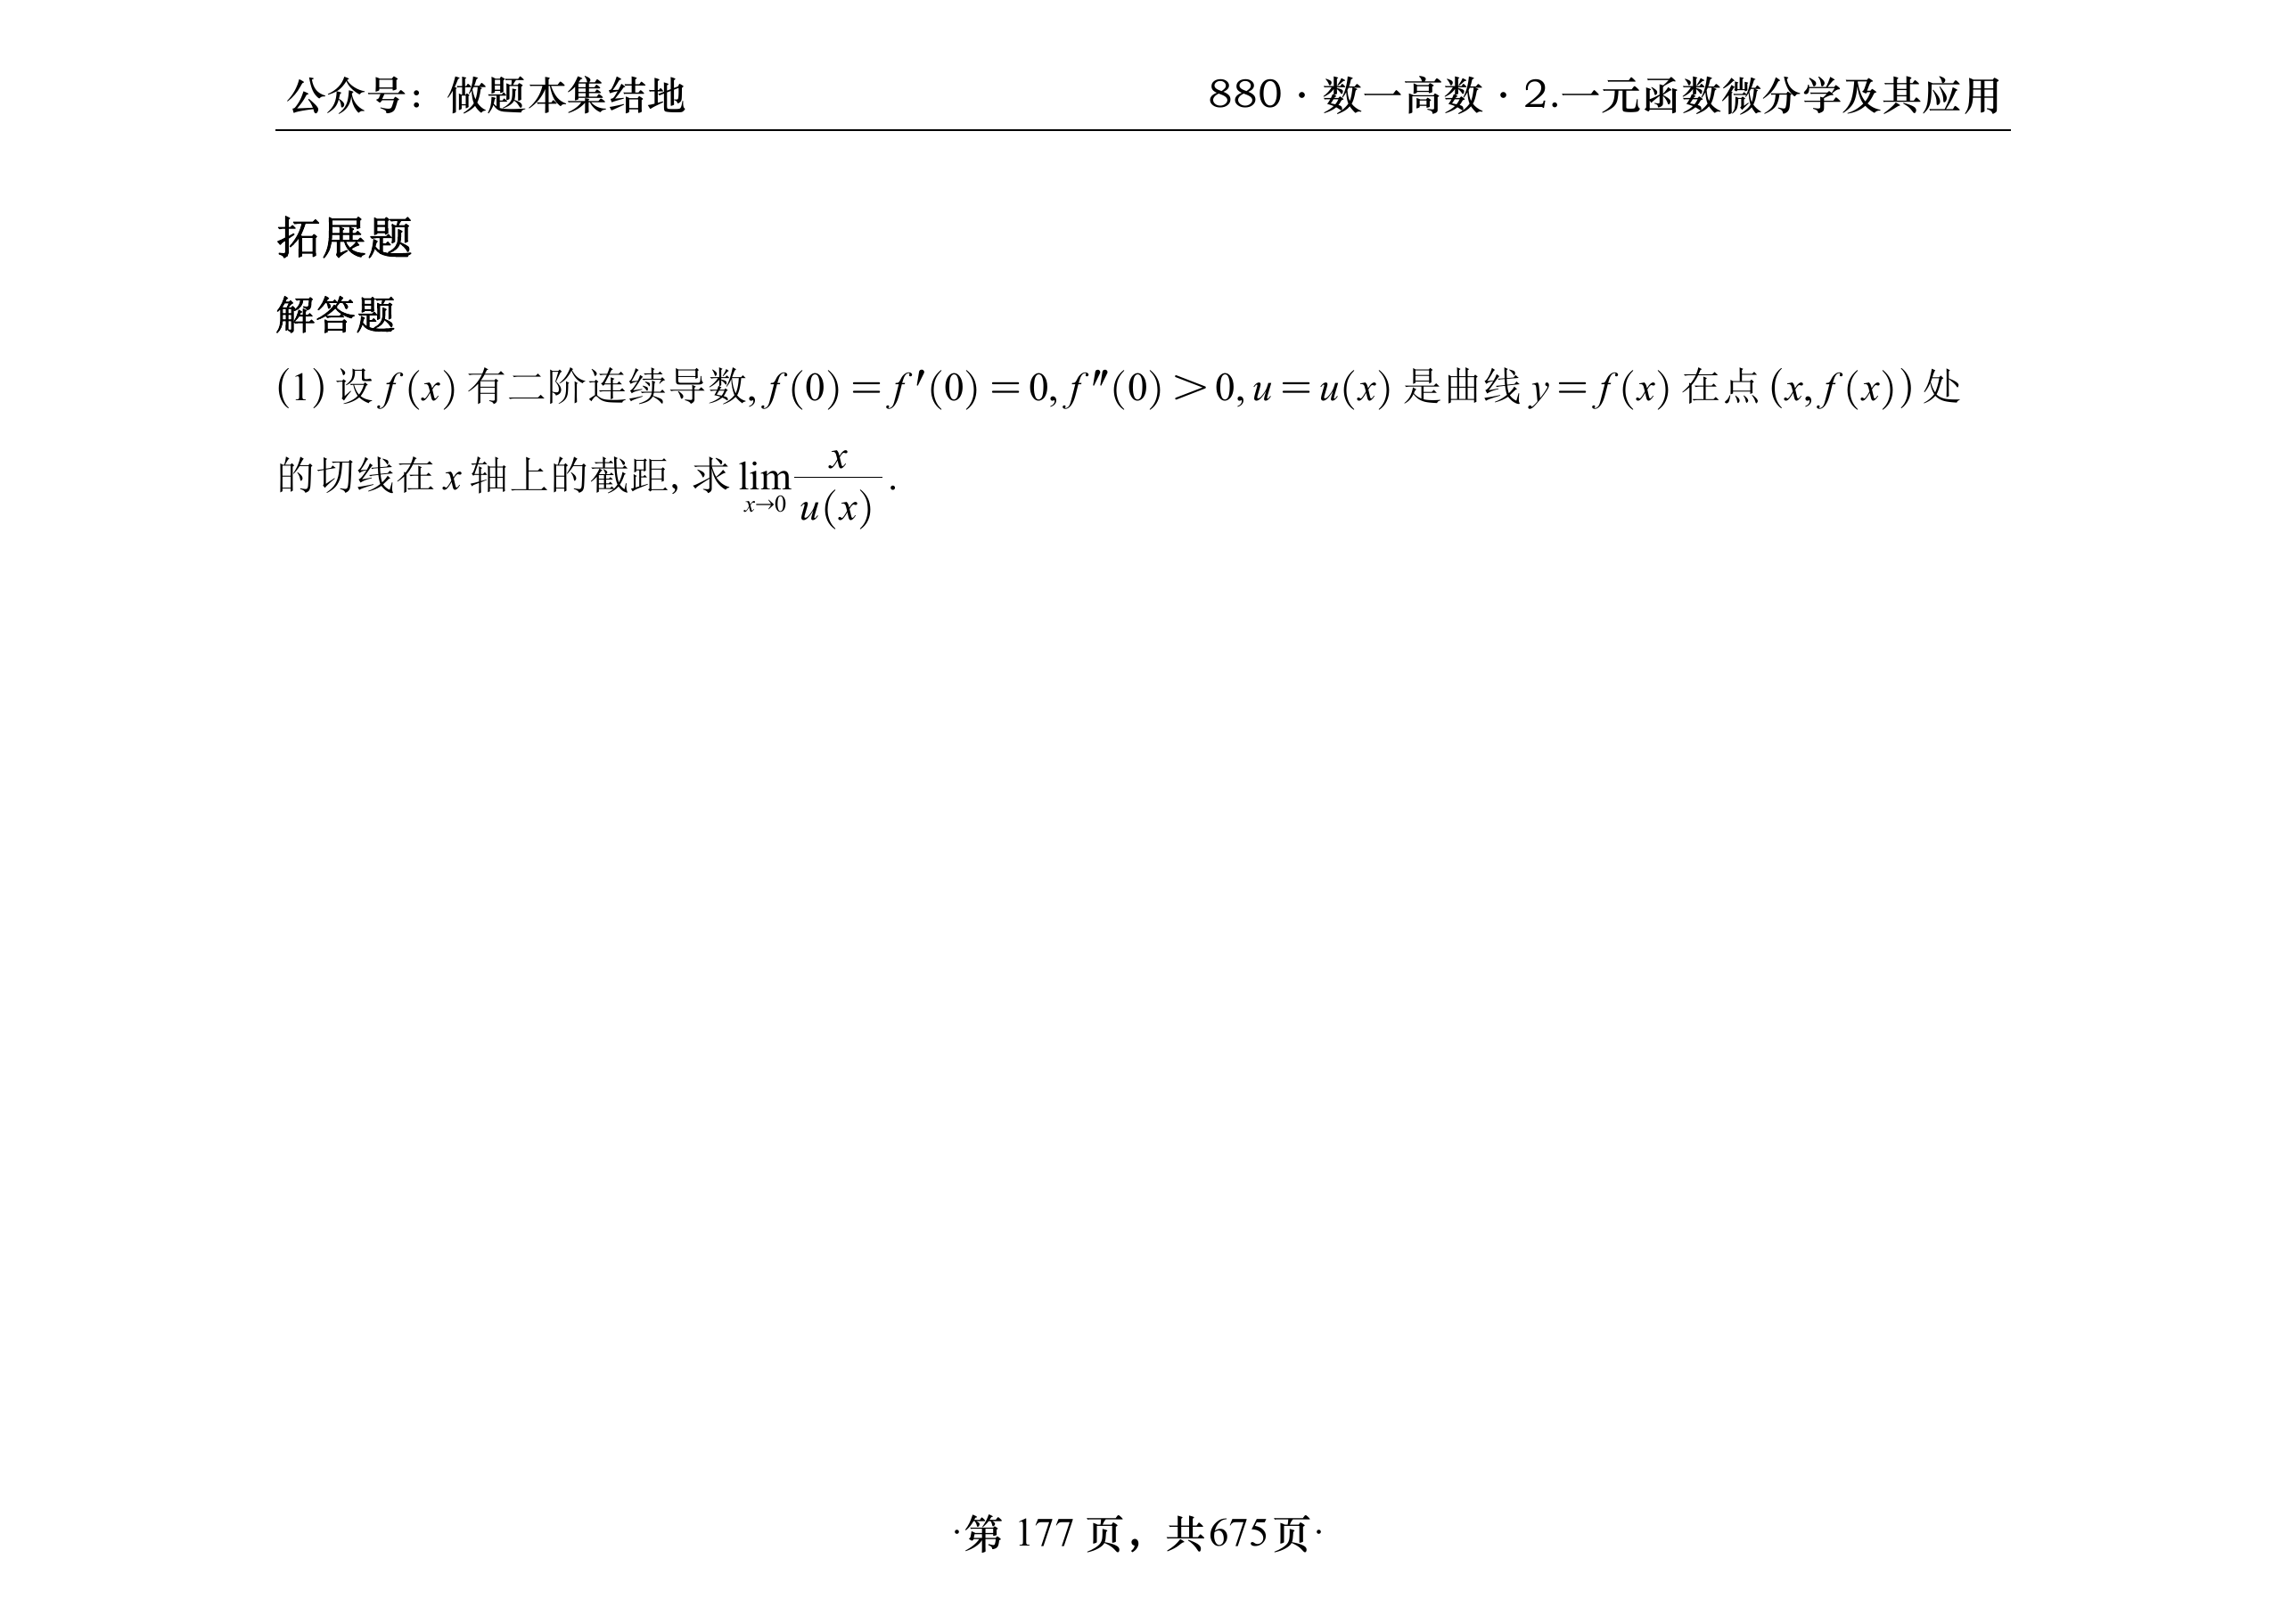 公众号：做题本集结地
880 · 数一高数 · 2.一元函数微分学及其应用
拓展题
解答题
(1) 设 f(x) 有二阶连续导数, f(0) = f′(0) = 0, f″(0) > 0, u = u(x) 是曲线 y = f(x) 在点 (x, f(x)) 处
的切线在 x 轴上的截距, 求 lim_{x→0} x/u(x) .
·第 177 页，共675页·